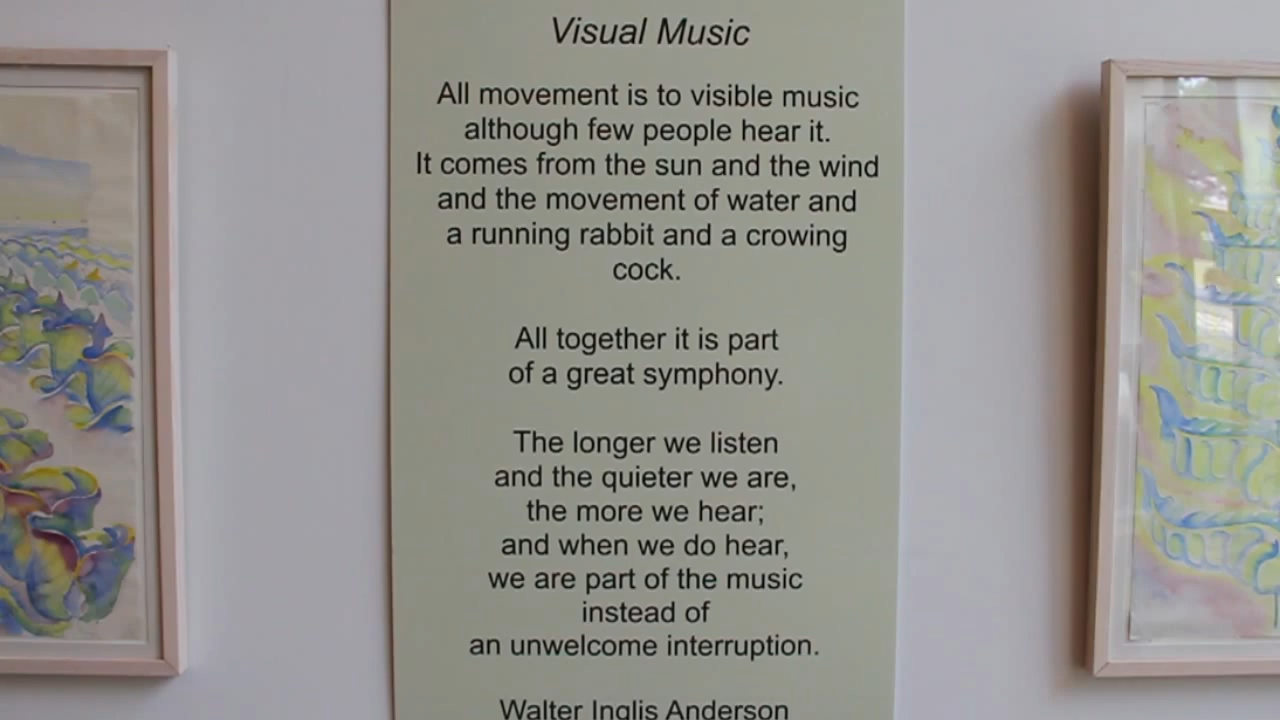 Visual Music
All movement is to visible music
although few people hear it.
It comes from the sun and the wind
and the movement of water and
a running rabbit and a crowing
cock.
All together it is part
of a great symphony.
The longer we listen
and the quieter we are,
the more we hear;
and when we do hear,
we are part of the music
instead of
an unwelcome interruption.
Walter Inglis Anderson